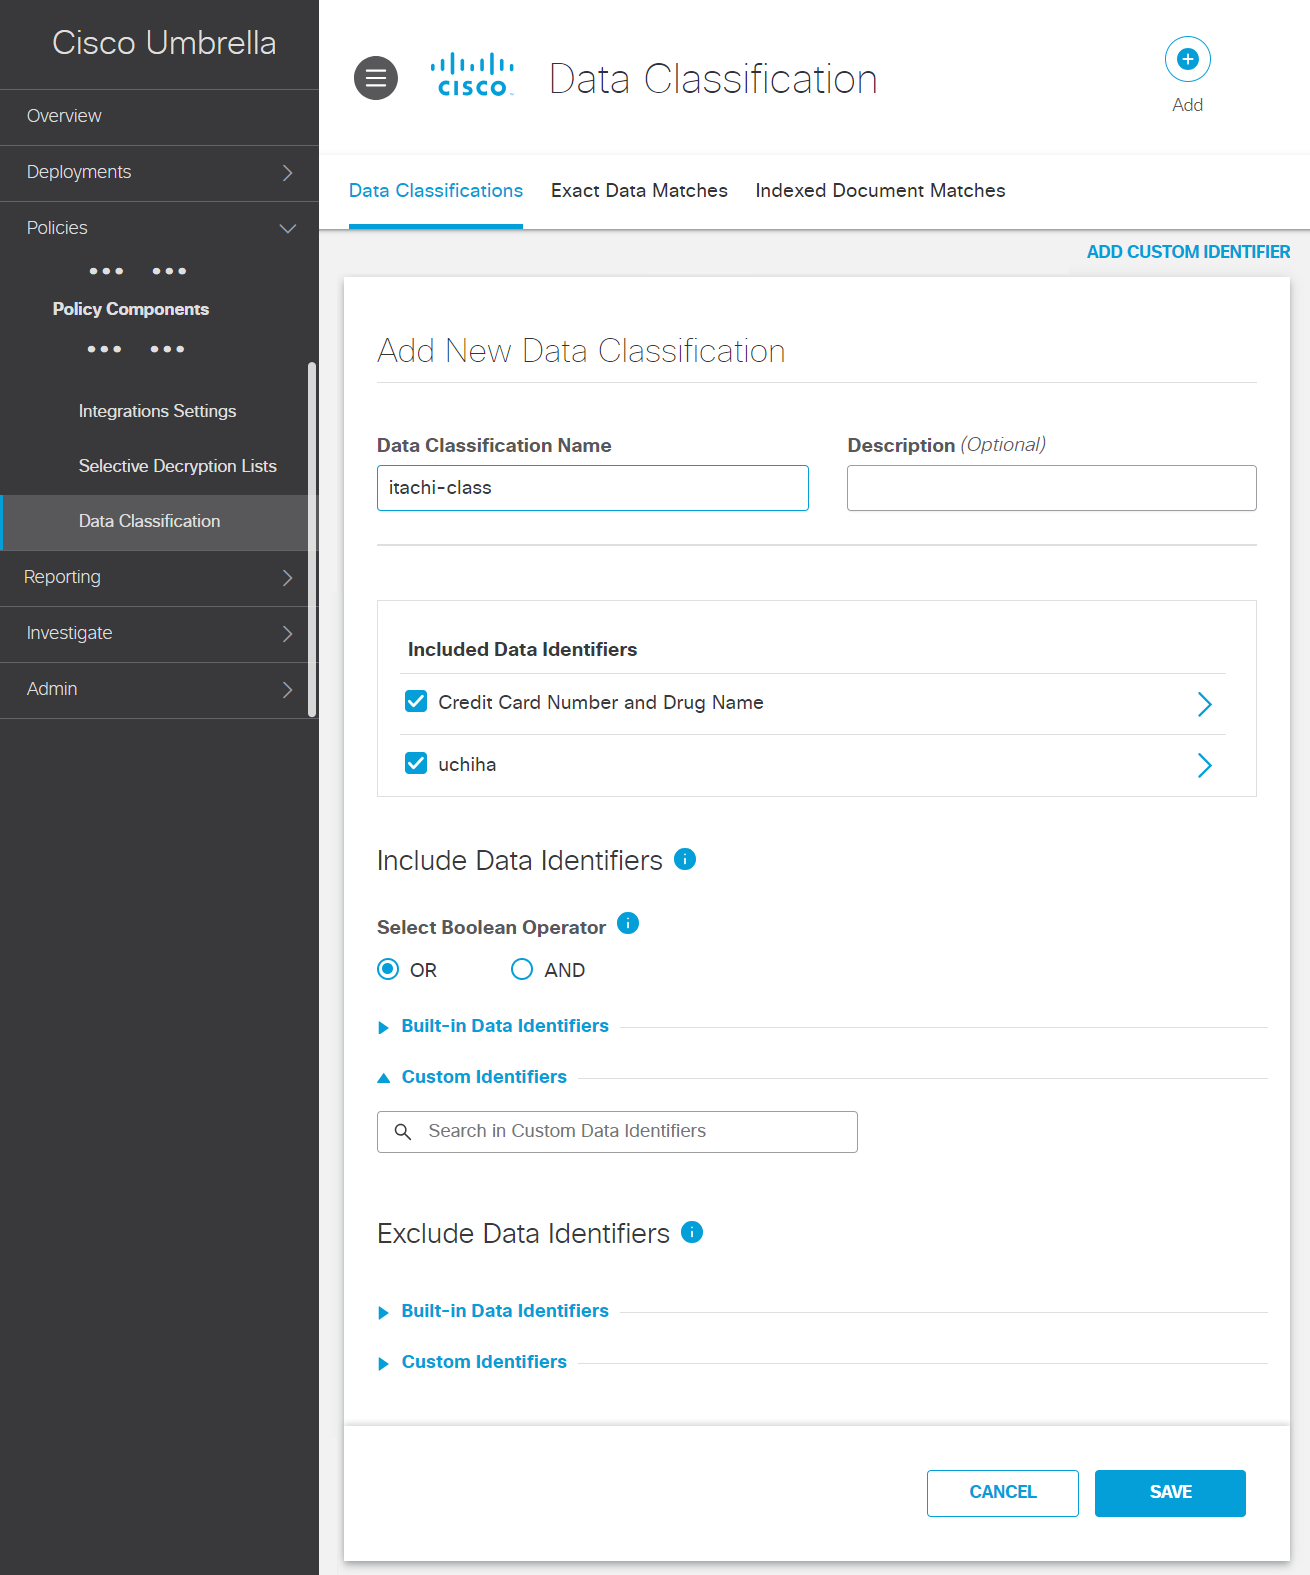 Cisco Umbrella
Overview
Deployments
Policies
Policy Components
Integrations Settings
Selective Decryption Lists
Data Classification
Reporting
Investigate
Admin
CISCO
Data Classification
Add
Data Classifications Exact Data Matches Indexed Document Matches
ADD CUSTOM IDENTIFIER
Add New Data Classification
Data Classification Name
Description (Optional)
itachi-class
Included Data Identifiers
Credit Card Number and Drug Name
uchiha
Include Data Identifiers
Select Boolean Operator
OR AND
Built-in Data Identifiers
Custom Identifiers
Search in Custom Data Identifiers
Exclude Data Identifiers
Built-in Data Identifiers
Custom Identifiers
CANCEL SAVE